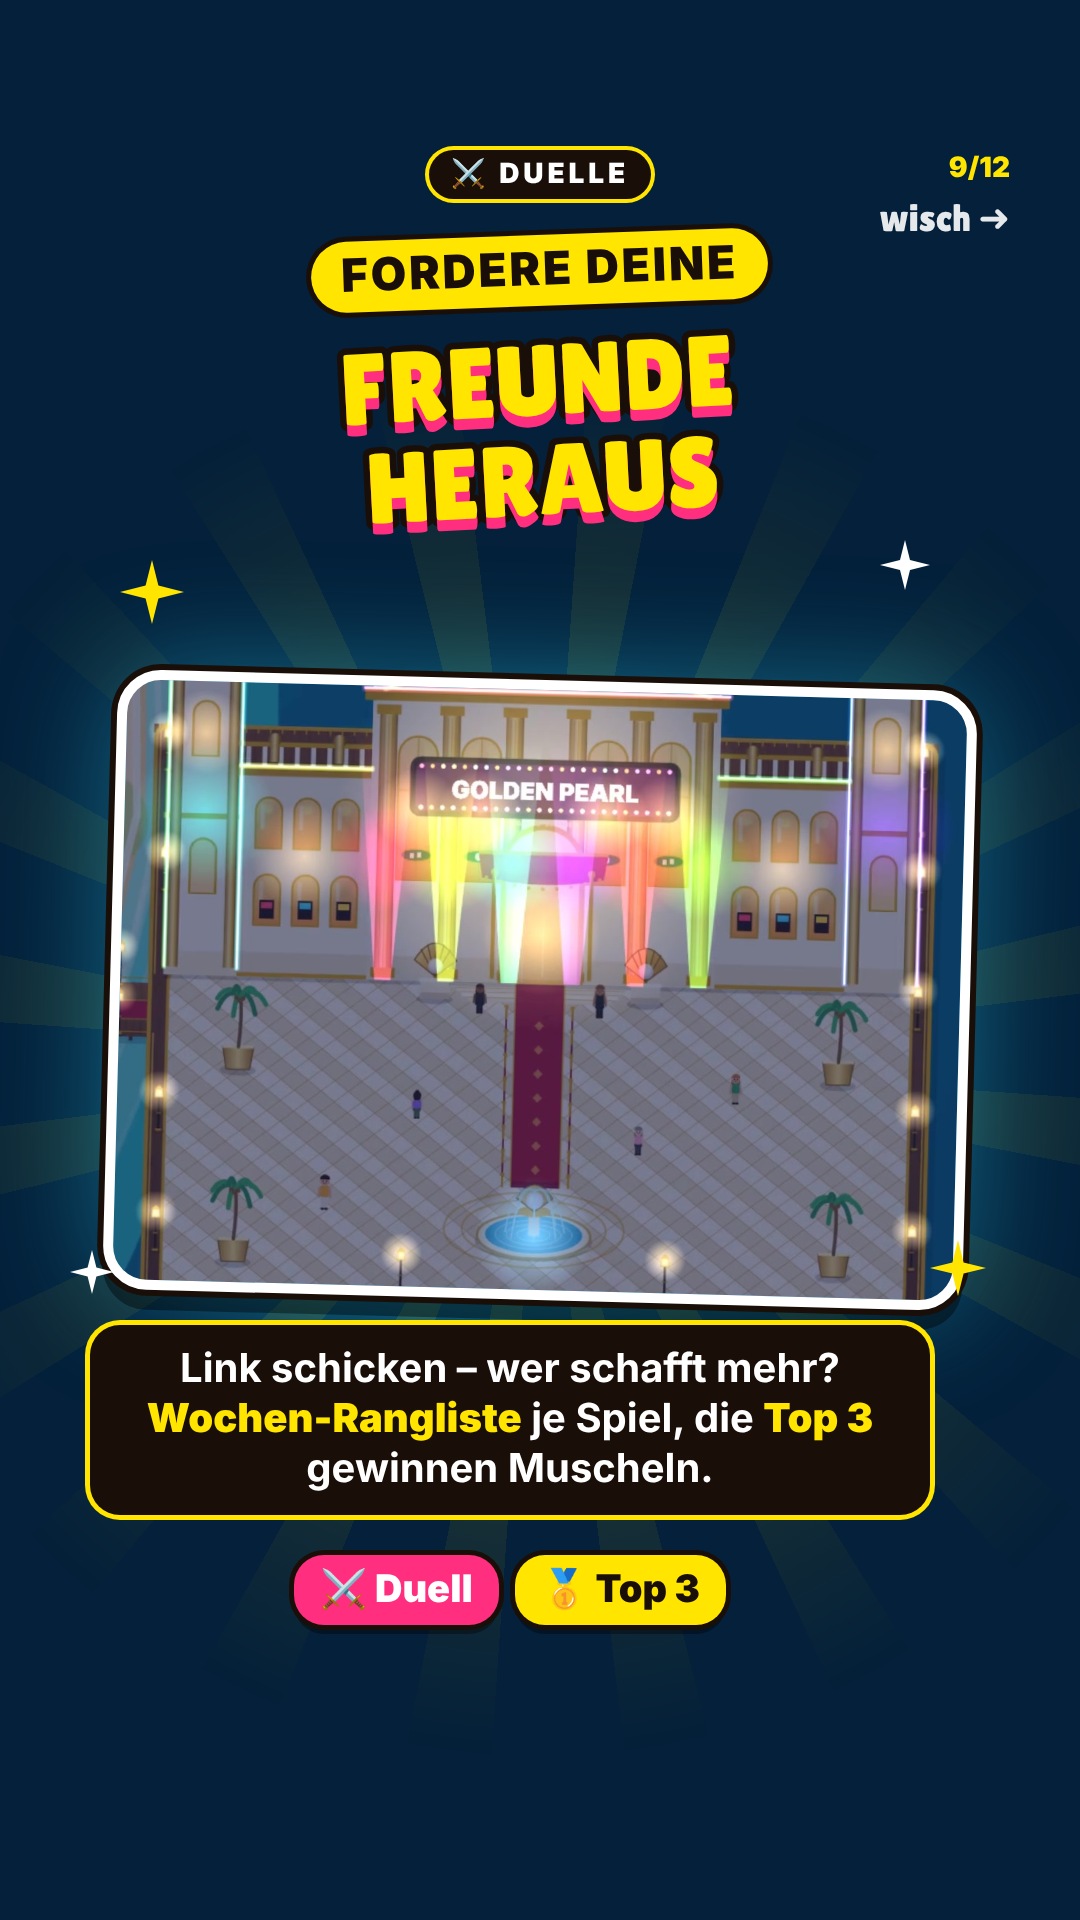 ⚔️ DUELLE
9/12
wisch →
FORDERE DEINE
FREUNDE
HERAUS
GOLDEN PEARL
Link schicken – wer schafft mehr?
Wochen-Rangliste je Spiel, die Top 3
gewinnen Muscheln.
⚔️ Duell
🥇 Top 3